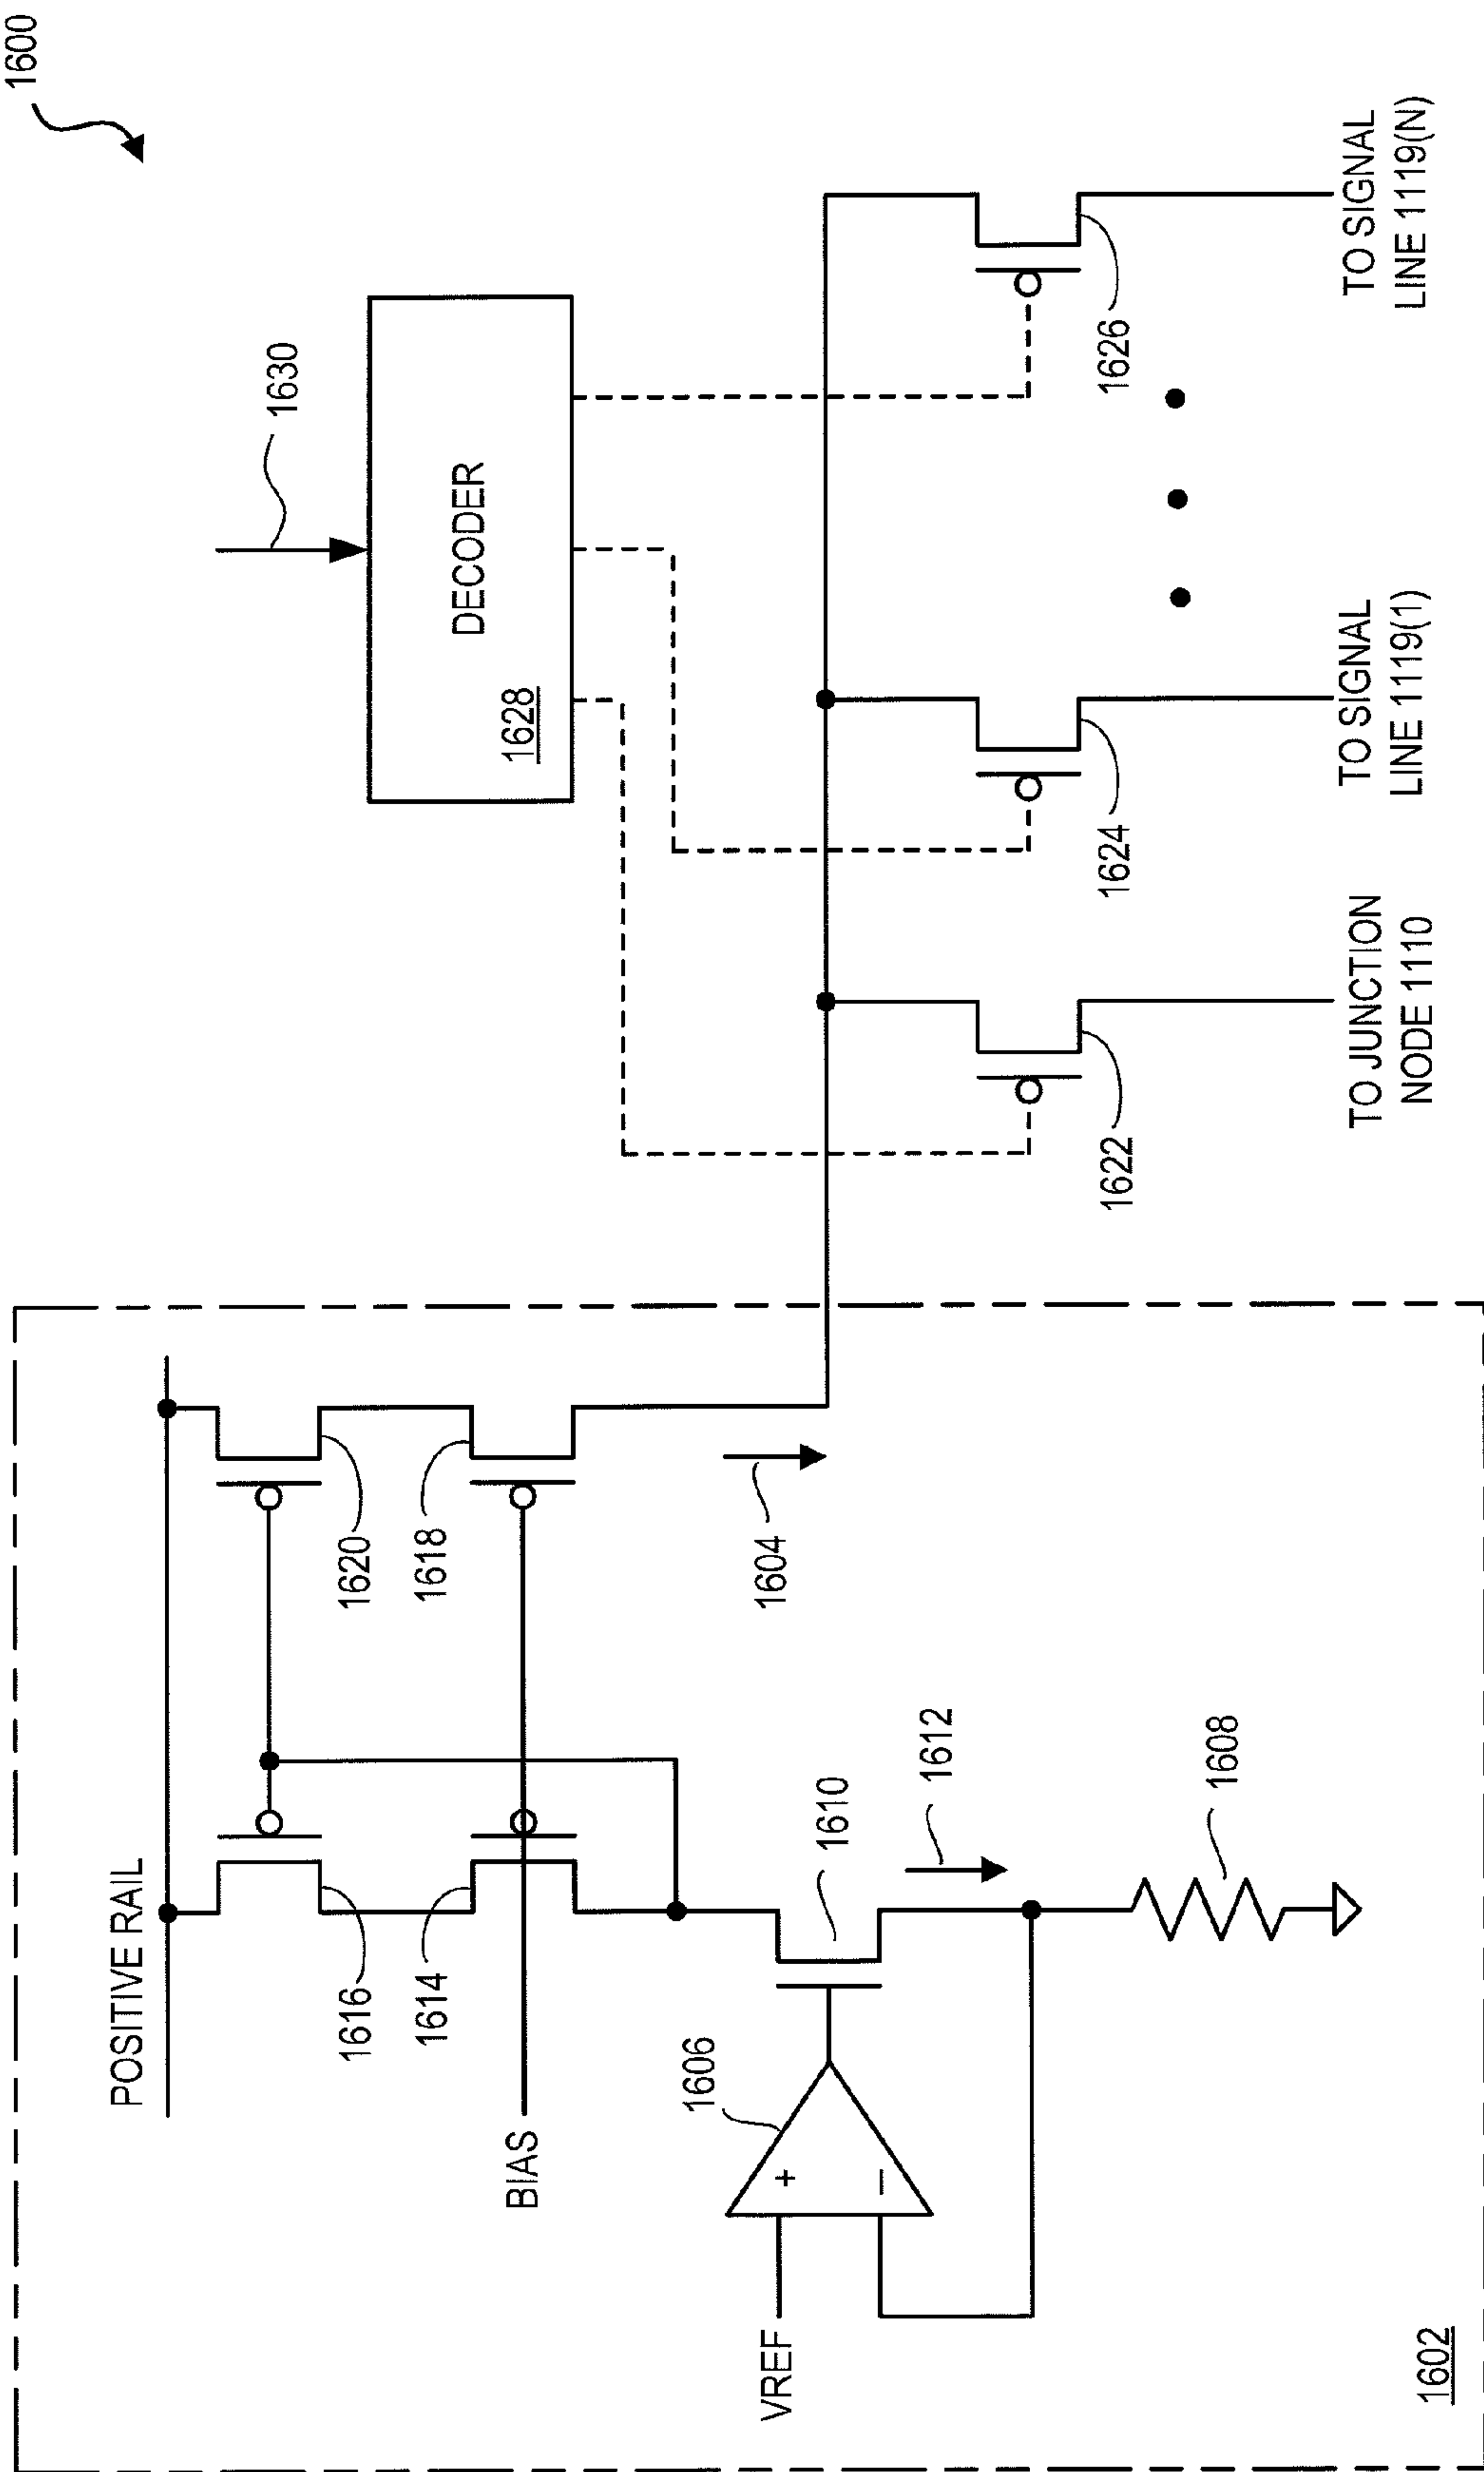 1600
POSITIVE RAIL
1616
1620
1614
1618
BIAS
1604
1606
+
−
VREF
1610
1612
1608
1602
1630
DECODER
1628
1622
1624
1626
TO JUNCTION
NODE 1110
TO SIGNAL
LINE 1119(1)
TO SIGNAL
LINE 1119(N)